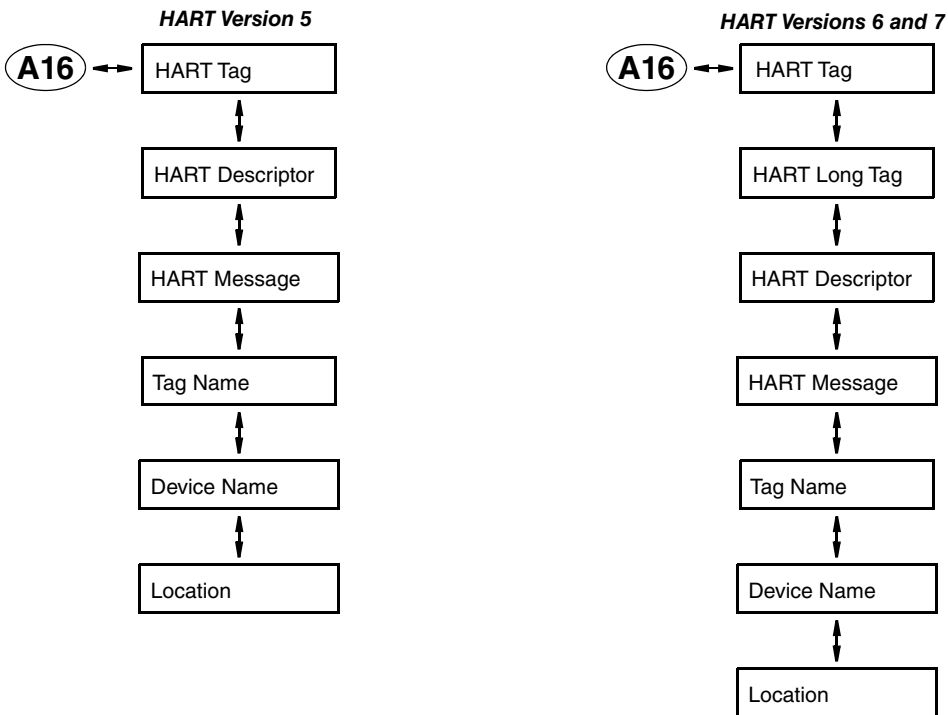 HART Version 5
A16
HART Tag
HART Descriptor
HART Message
Tag Name
Device Name
Location
HART Versions 6 and 7
A16
HART Tag
HART Long Tag
HART Descriptor
HART Message
Tag Name
Device Name
Location